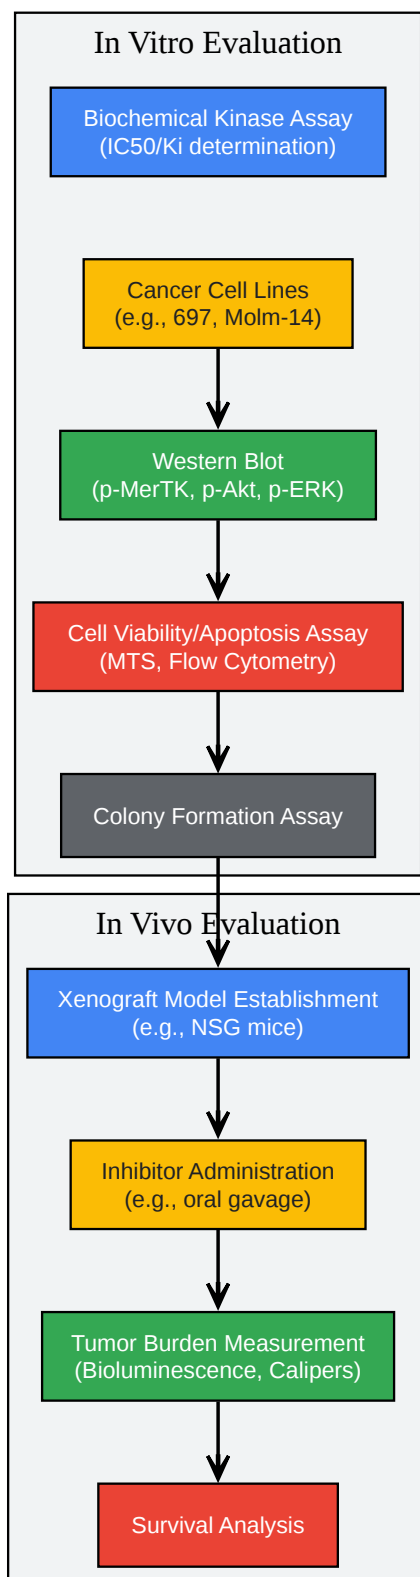 In Vitro Evaluation
Biochemical Kinase Assay
(IC50/Ki determination)
Cancer Cell Lines
(e.g., 697, Molm-14)
Western Blot
(p-MerTK, p-Akt, p-ERK)
Cell Viability/Apoptosis Assay
(MTS, Flow Cytometry)
Colony Formation Assay
In Vivo Evaluation
Xenograft Model Establishment
(e.g., NSG mice)
Inhibitor Administration
(e.g., oral gavage)
Tumor Burden Measurement
(Bioluminescence, Calipers)
Survival Analysis